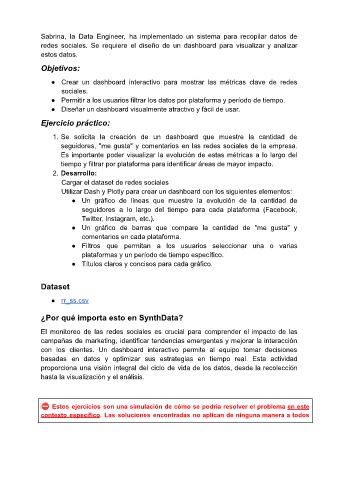 Sabrina, la Data Engineer, ha implementado un sistema para recopilar datos de
redes sociales. Se requiere el diseño de un dashboard para visualizar y analizar
estos datos.
Objetivos:
● Crear un dashboard interactivo para mostrar las métricas clave de redes
sociales.
● Permitir a los usuarios filtrar los datos por plataforma y período de tiempo.
● Diseñar un dashboard visualmente atractivo y fácil de usar.
Ejercicio práctico:
1. Se solicita la creación de un dashboard que muestre la cantidad de
seguidores, "me gusta" y comentarios en las redes sociales de la empresa.
Es importante poder visualizar la evolución de estas métricas a lo largo del
tiempo y filtrar por plataforma para identificar áreas de mayor impacto.
2. Desarrollo:
Cargar el dataset de redes sociales
Utilizar Dash y Plotly para crear un dashboard con los siguientes elementos:
● Un gráfico de líneas que muestre la evolución de la cantidad de
seguidores a lo largo del tiempo para cada plataforma (Facebook,
Twitter, Instagram, etc.).
● Un gráfico de barras que compare la cantidad de "me gusta" y
comentarios en cada plataforma.
● Filtros que permitan a los usuarios seleccionar una o varias
plataformas y un período de tiempo específico.
● Títulos claros y concisos para cada gráfico.
Dataset
● rr_ss.csv
¿Por qué importa esto en SynthData?
El monitoreo de las redes sociales es crucial para comprender el impacto de las
campañas de marketing, identificar tendencias emergentes y mejorar la interacción
con los clientes. Un dashboard interactivo permite al equipo tomar decisiones
basadas en datos y optimizar sus estrategias en tiempo real. Esta actividad
proporciona una visión integral del ciclo de vida de los datos, desde la recolección
hasta la visualización y el análisis.
⛔ Estos ejercicios son una simulación de cómo se podría resolver el problema en este
contexto específico. Las soluciones encontradas no aplican de ninguna manera a todos